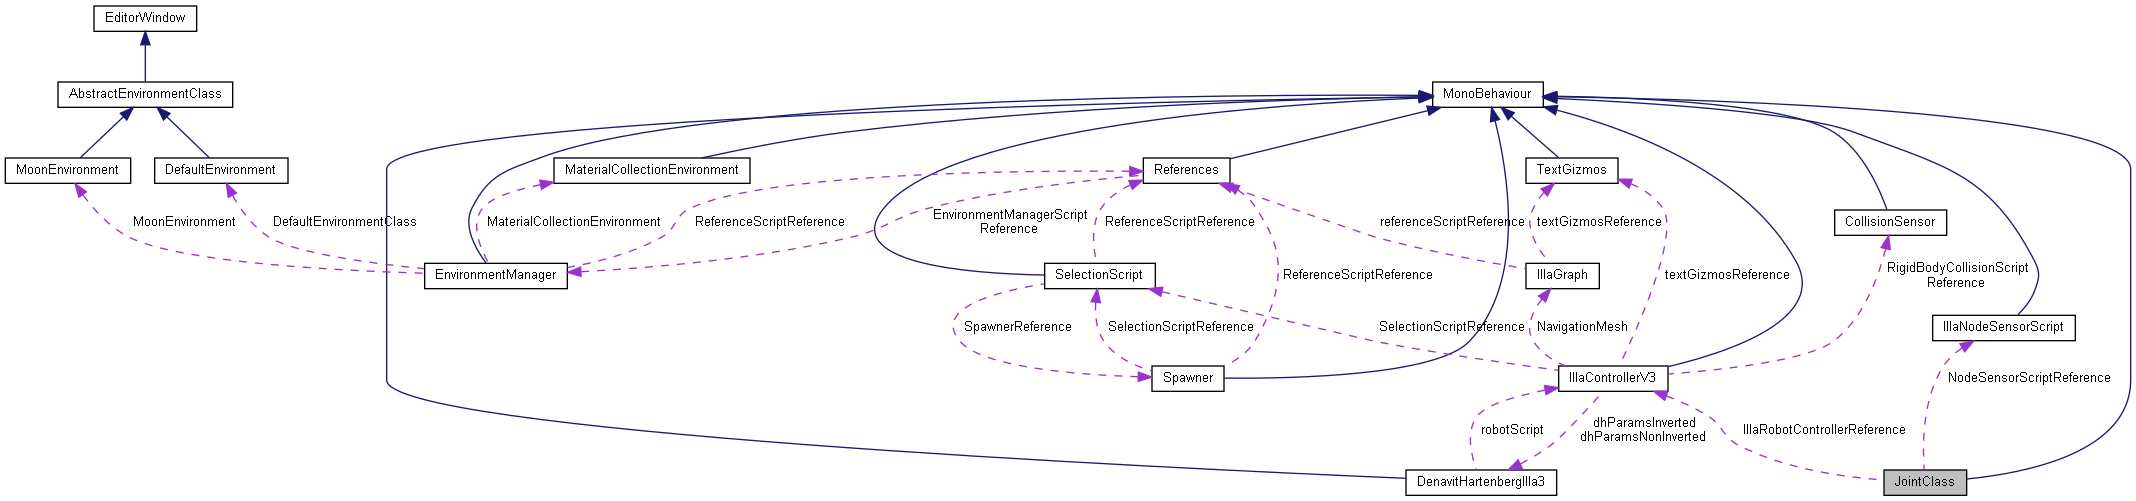 EditorWindow
AbstractEnvironmentClass
MonoBehaviour
MoonEnvironment
DefaultEnvironment
MaterialCollectionEnvironment
References
TextGizmos
MoonEnvironment
DefaultEnvironmentClass
MaterialCollectionEnvironment
ReferenceScriptReference
EnvironmentManagerScript
Reference
ReferenceScriptReference
referenceScriptReference
textGizmosReference
CollisionSensor
EnvironmentManager
SelectionScript
ReferenceScriptReference
IllaGraph
textGizmosReference
RigidBodyCollisionScript
Reference
SpawnerReference
SelectionScriptReference
SelectionScriptReference
NavigationMesh
IllaNodeSensorScript
Spawner
IllaControllerV3
NodeSensorScriptReference
robotScript
dhParamsInverted
dhParamsNonInverted
IllaRobotControllerReference
DenavitHartenbergIlla3
JointClass